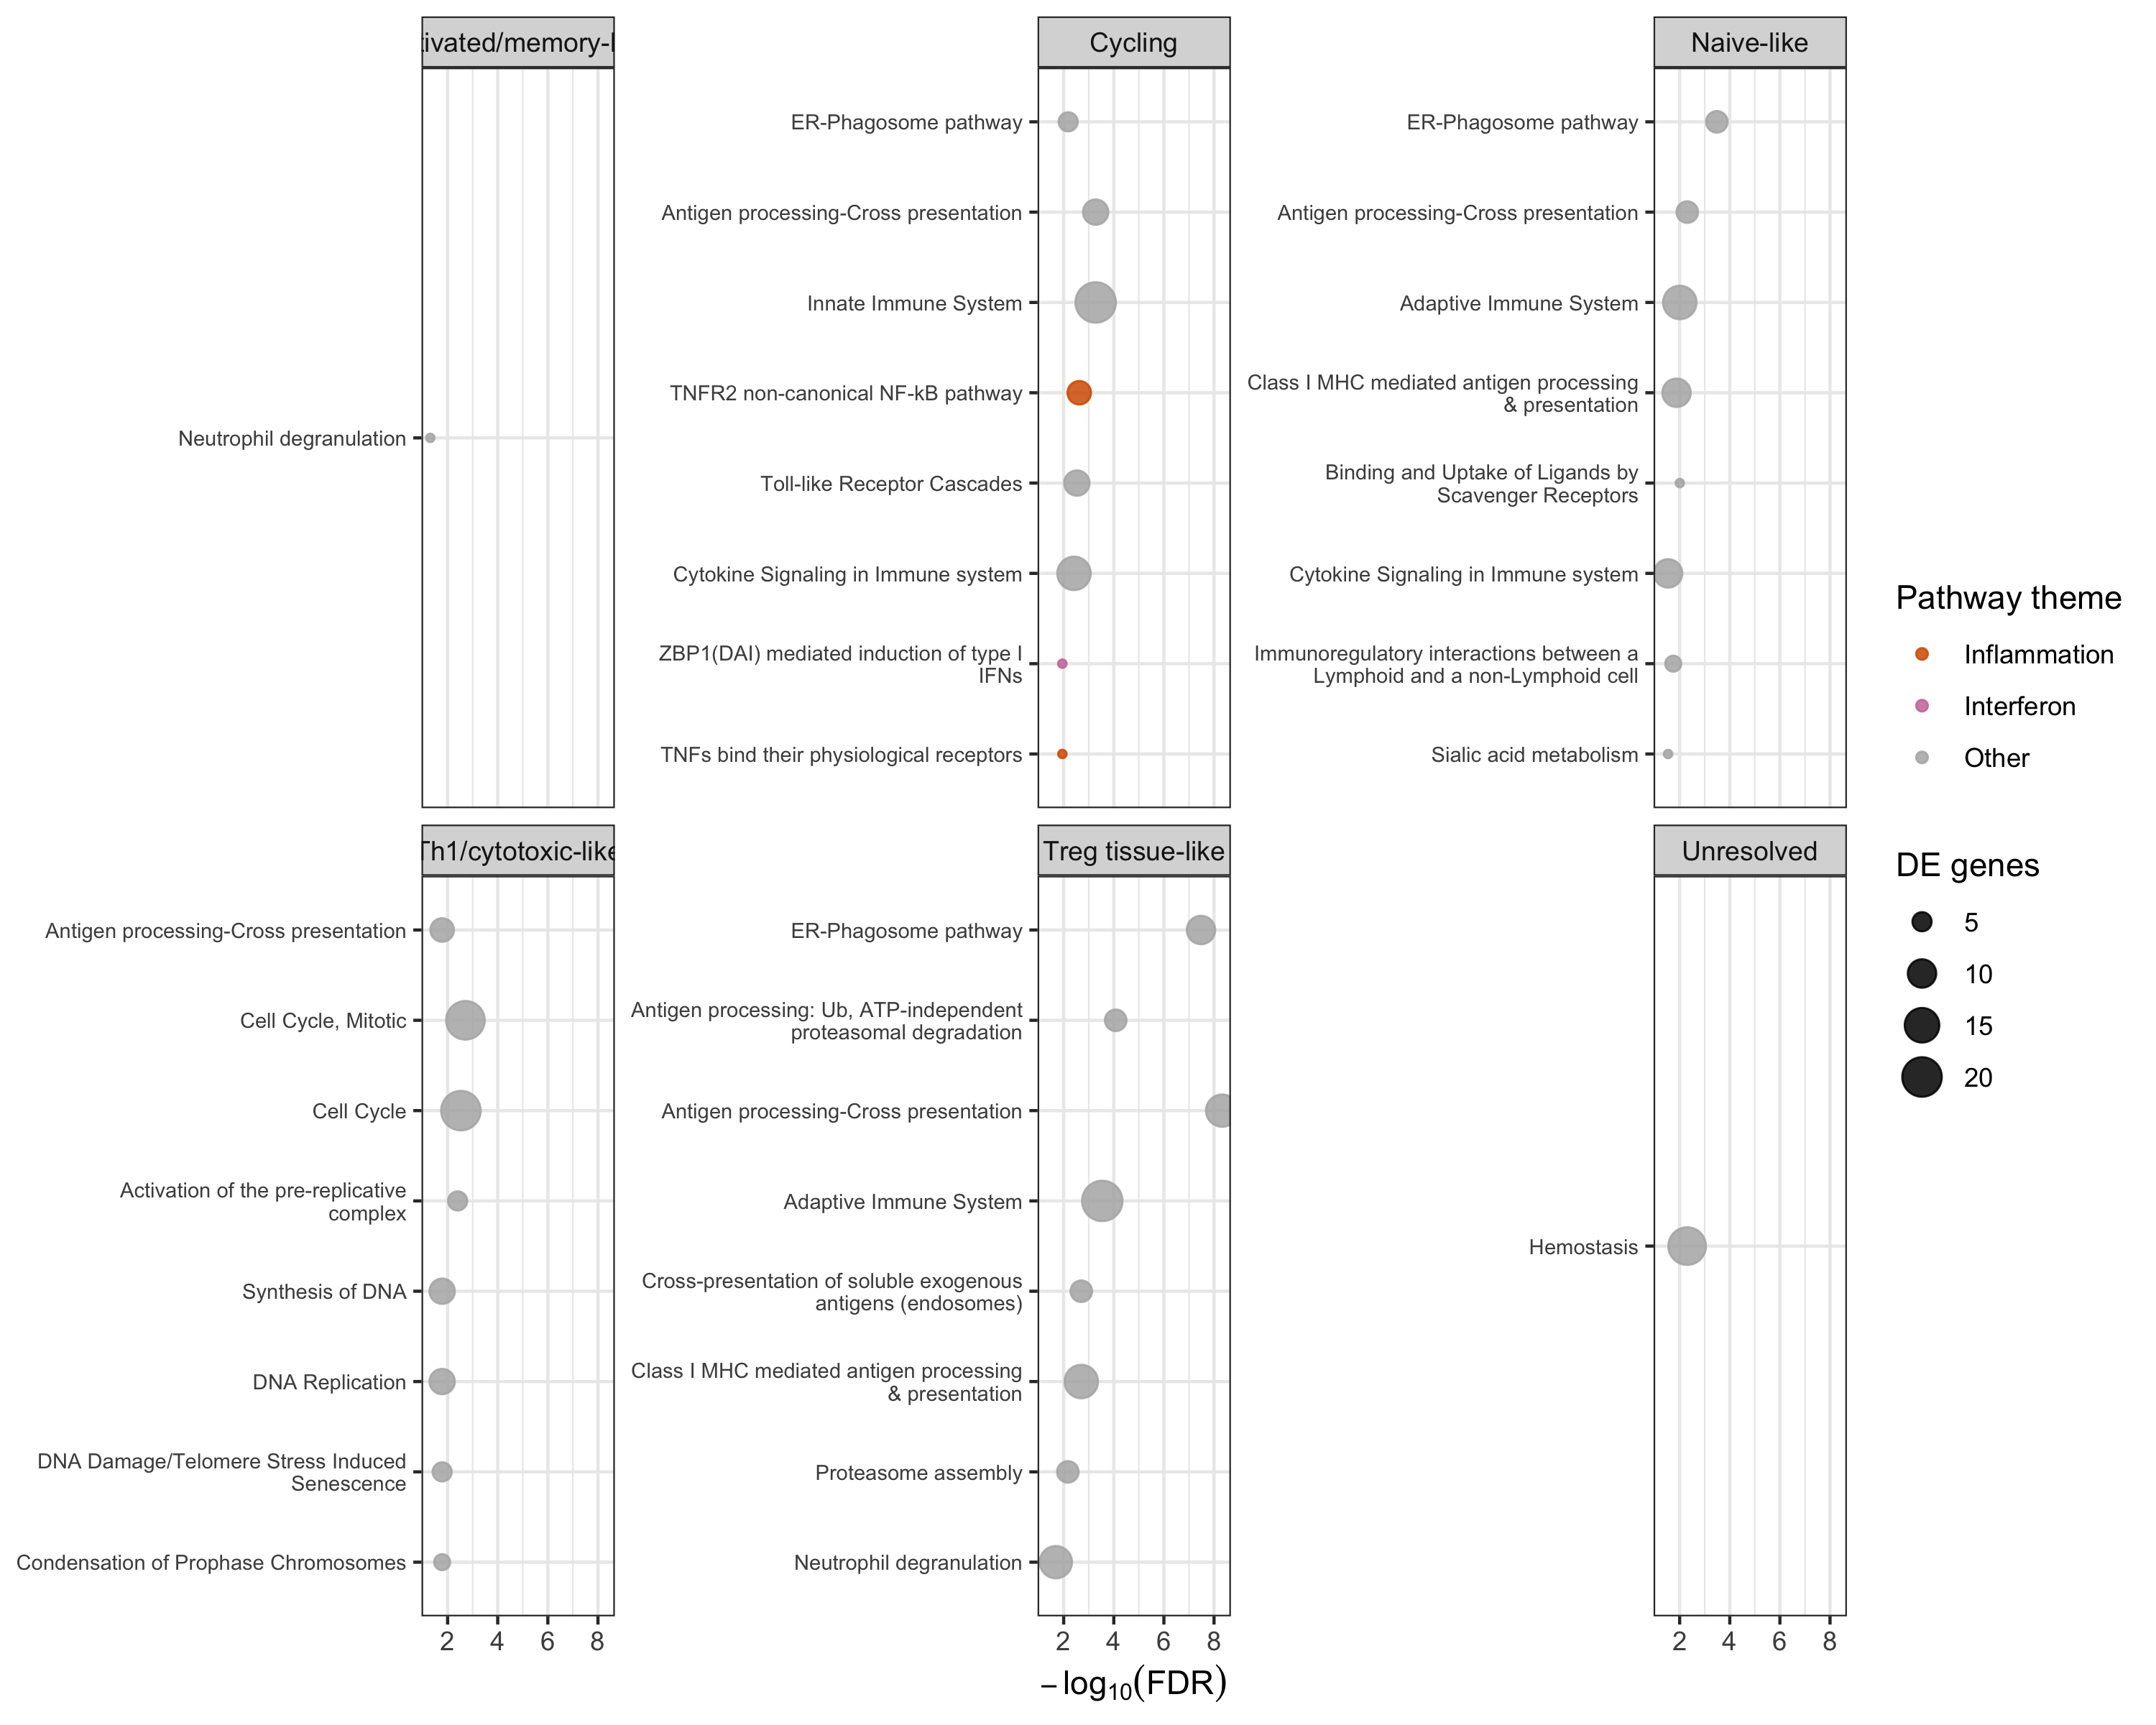 tivated/memory-l
Neutrophil degranulation
Cycling
ER-Phagosome pathway
Antigen processing-Cross presentation
Innate Immune System
TNFR2 non-canonical NF-kB pathway
Toll-like Receptor Cascades
Cytokine Signaling in Immune system
ZBP1(DAI) mediated induction of type I
IFNs
TNFs bind their physiological receptors
Naive-like
ER-Phagosome pathway
Antigen processing-Cross presentation
Adaptive Immune System
Class I MHC mediated antigen processing
& presentation
Binding and Uptake of Ligands by
Scavenger Receptors
Cytokine Signaling in Immune system
Immunoregulatory interactions between a
Lymphoid and a non-Lymphoid cell
Sialic acid metabolism
Th1/cytotoxic-like
Antigen processing-Cross presentation
Cell Cycle, Mitotic
Cell Cycle
Activation of the pre-replicative
complex
Synthesis of DNA
DNA Replication
DNA Damage/Telomere Stress Induced
Senescence
Condensation of Prophase Chromosomes
2 4 6 8
Treg tissue-like
ER-Phagosome pathway
Antigen processing: Ub, ATP-independent
proteasomal degradation
Antigen processing-Cross presentation
Adaptive Immune System
Cross-presentation of soluble exogenous
antigens (endosomes)
Class I MHC mediated antigen processing
& presentation
Proteasome assembly
Neutrophil degranulation
2 4 6 8
Unresolved
Hemostasis
2 4 6 8
−log10(FDR)
Pathway theme
Inflammation
Interferon
Other
DE genes
5
10
15
20